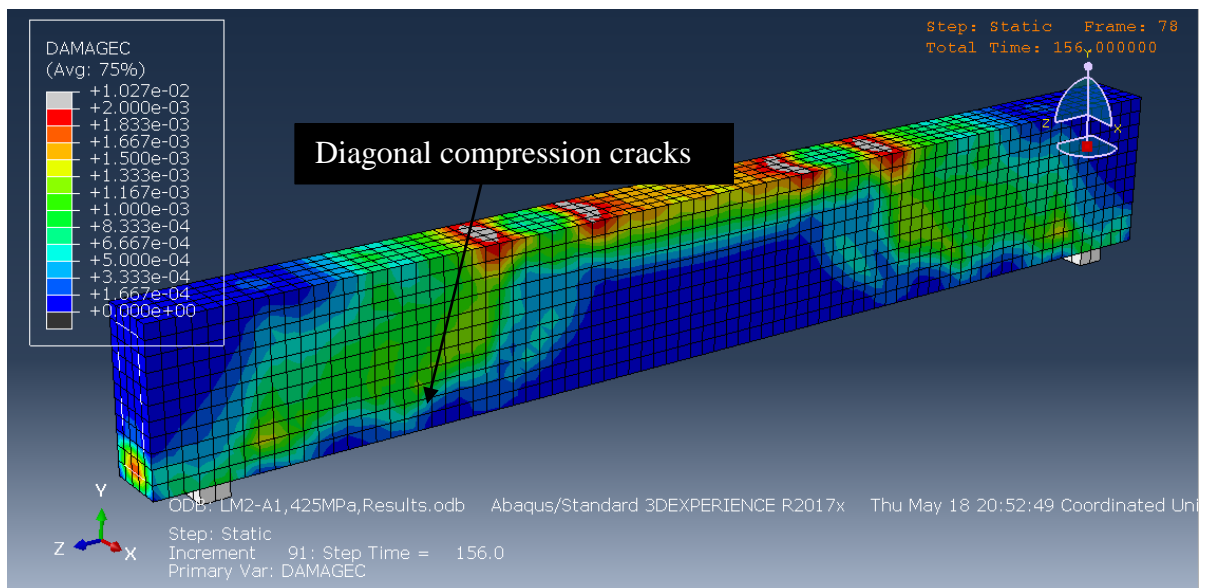 Step: Static Frame: 78
Total Time: 156.000000
DAMAGEC
(Avg: 75%)
+1.027e-02
+2.000e-03
+1.833e-03
+1.667e-03
+1.500e-03
+1.333e-03
+1.167e-03
+1.000e-03
+8.333e-04
+6.667e-04
+5.000e-04
+3.333e-04
+1.667e-04
+0.000e+00
Diagonal compression cracks
Y
Z
X
Y
Z
X
ODB: LM2-A1,425MPa,Results.odb Abaqus/Standard 3DEXPERIENCE R2017x Thu May 18 20:52:49 Coordinated Uni
Step: Static
Increment 91: Step Time = 156.0
Primary Var: DAMAGEC